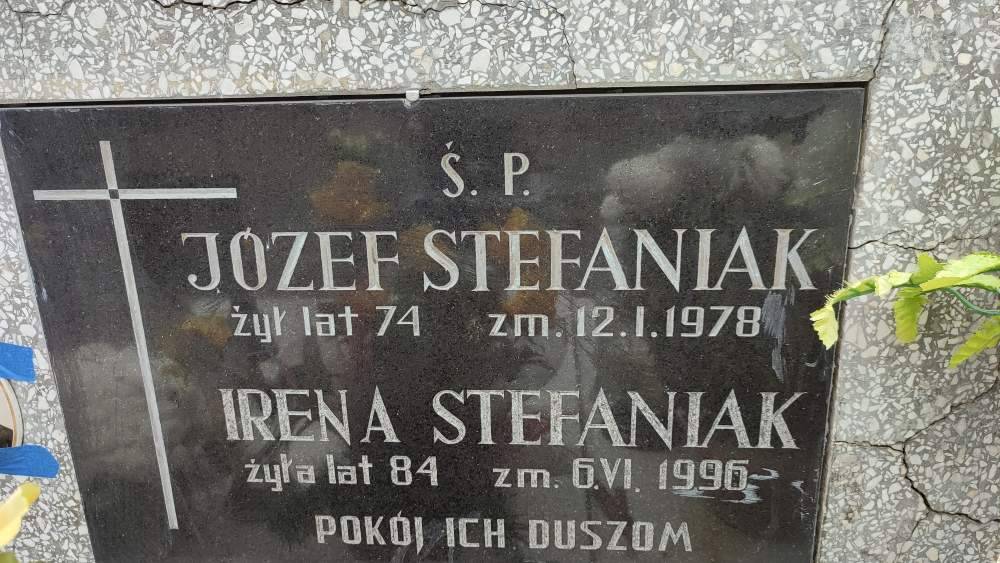 Ś. P.
JÓZEF STEFANIAK
żył lat 74 zm. 12.I.1978
IRENA STEFANIAK
żyła lat 84 zm. 6.VI. 1996
POKÓJ ICH DUSZOM